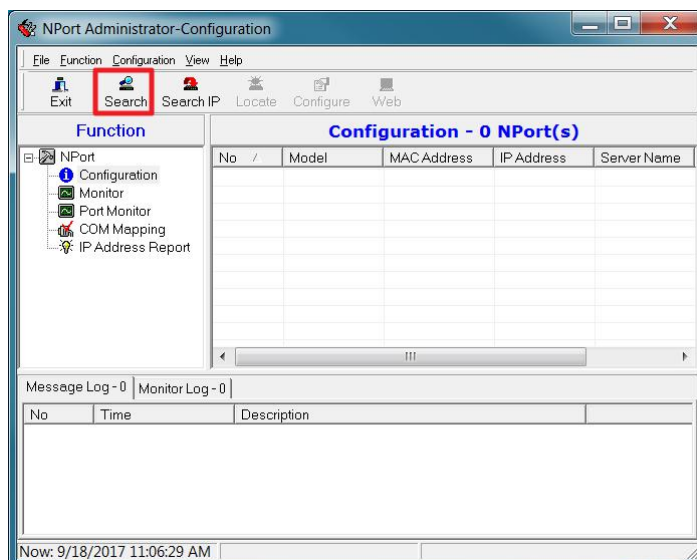 NPort Administrator-Configuration
File Function Configuration View Help
Exit Search Search IP Locate Configure Web
Function
Configuration - 0 NPort(s)
NPort
Configuration
Monitor
Port Monitor
COM Mapping
IP Address Report
No / Model MAC Address IP Address Server Name
Message Log - 0 Monitor Log - 0
No Time Description
Now: 9/18/2017 11:06:29 AM